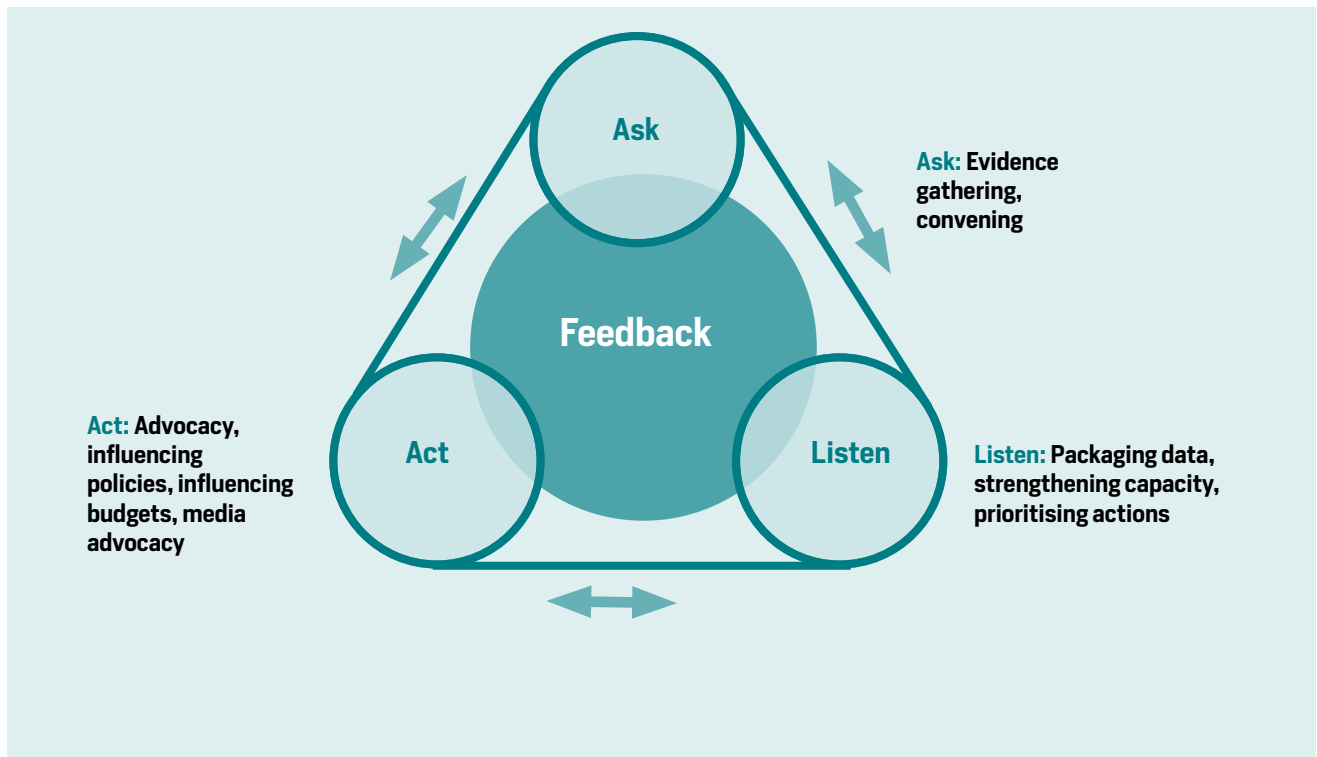 Ask
Ask: Evidence
gathering,
convening
Feedback
Act: Advocacy,
influencing
policies, influencing
budgets, media
advocacy
Act
Listen
Listen: Packaging data,
strengthening capacity,
prioritising actions